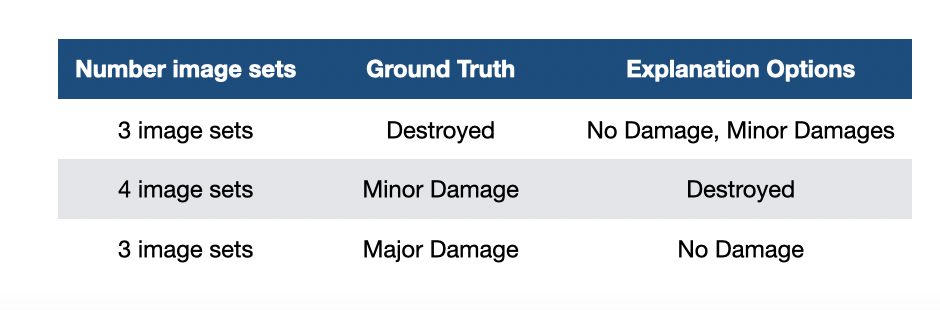 Number image sets Ground Truth Explanation Options
3 image sets Destroyed No Damage, Minor Damages
4 image sets Minor Damage Destroyed
3 image sets Major Damage No Damage